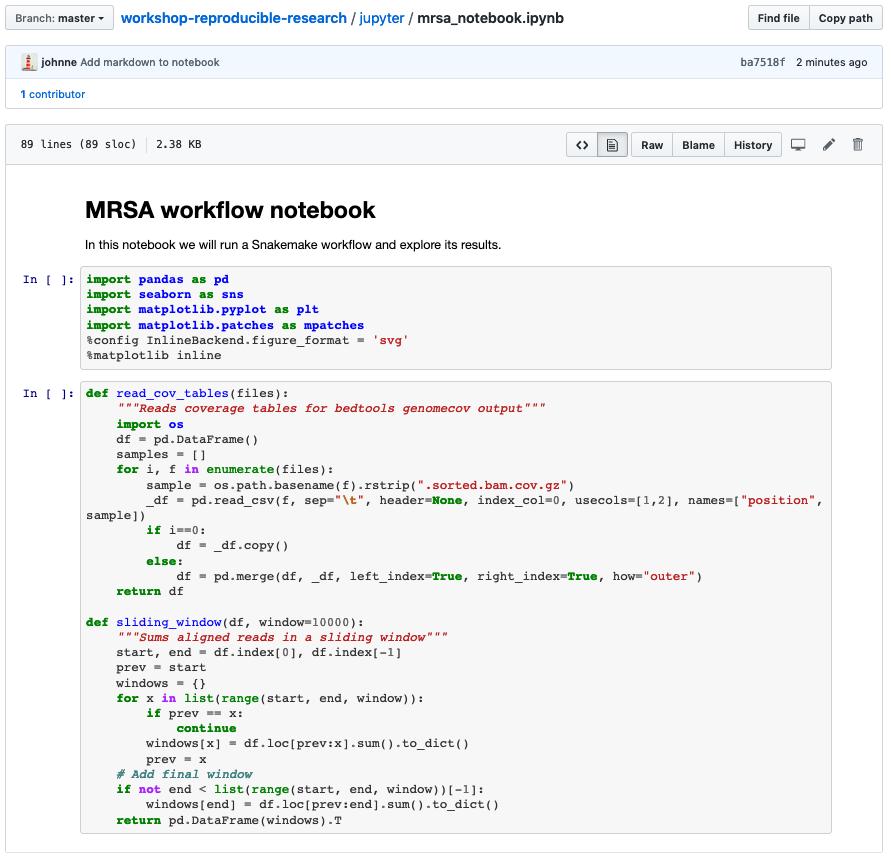 Branch: master
workshop-reproducible-research / jupyter / mrsa_notebook.ipynb
Find file
Copy path
johnne Add markdown to notebook
ba7518f 2 minutes ago
1 contributor
89 lines (89 sloc)
2.38 KB
<>
Raw
Blame
History
MRSA workflow notebook
In this notebook we will run a Snakemake workflow and explore its results.
In [ ]:
import pandas as pd
import seaborn as sns
import matplotlib.pyplot as plt
import matplotlib.patches as mpatches
%config InlineBackend.figure_format = 'svg'
%matplotlib inline
In [ ]:
def read_cov_tables(files):
    """Reads coverage tables for bedtools genomecov output"""
    import os
    df = pd.DataFrame()
    samples = []
    for i, f in enumerate(files):
        sample = os.path.basename(f).rstrip(".sorted.bam.cov.gz")
        _df = pd.read_csv(f, sep="\t", header=None, index_col=0, usecols=[1,2], names=["position",
sample])
        if i==0:
            df = _df.copy()
        else:
            df = pd.merge(df, _df, left_index=True, right_index=True, how="outer")
    return df
def sliding_window(df, window=10000):
    """Sums aligned reads in a sliding window"""
    start, end = df.index[0], df.index[-1]
    prev = start
    windows = {}
    for x in list(range(start, end, window)):
        if prev == x:
            continue
        windows[x] = df.loc[prev:x].sum().to_dict()
        prev = x
    # Add final window
    if not end < list(range(start, end, window))[-1]:
        windows[end] = df.loc[prev:end].sum().to_dict()
    return pd.DataFrame(windows).T